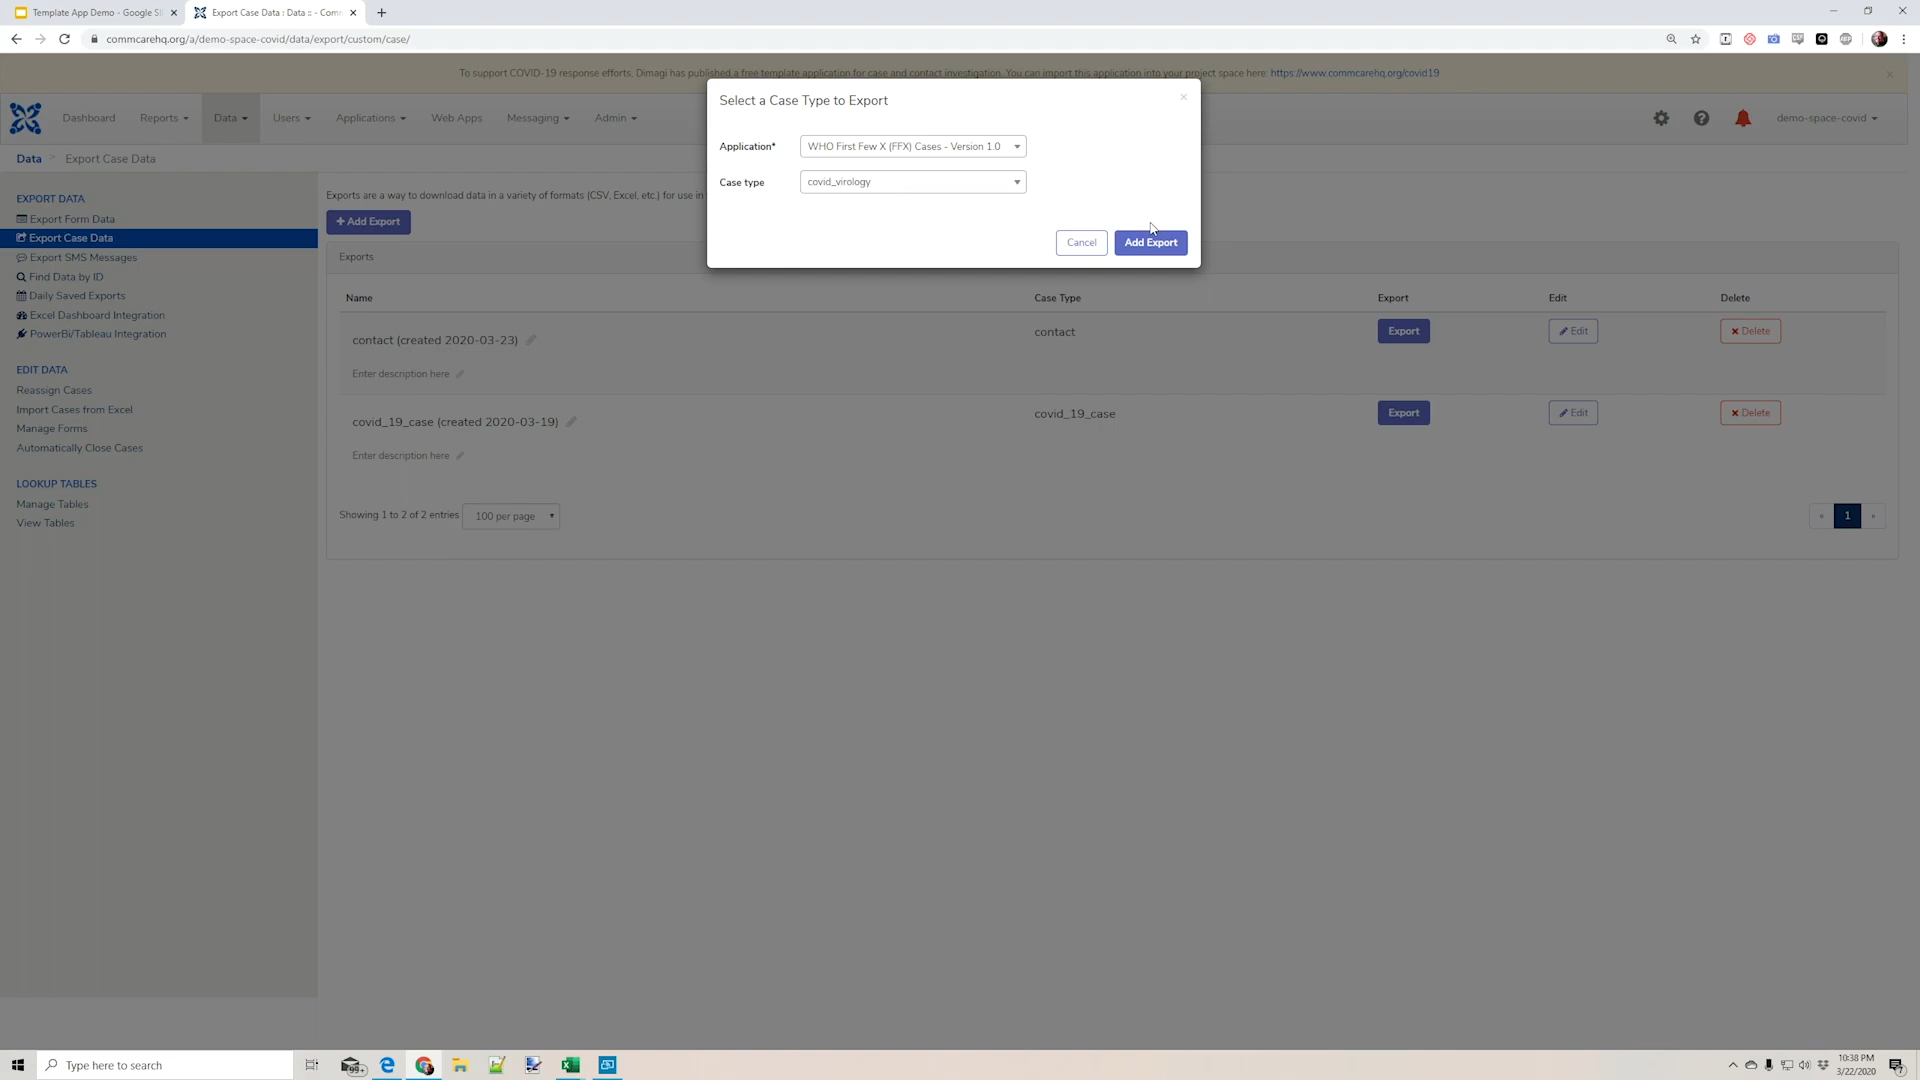 Template App Demo - Google Sli
Export Case Data : Data :: - Comm
commcarehq.org/a/demo-space-covid/data/export/custom/case/
To support COVID-19 response efforts, Dimagi has published a free template application for case and contact investigation. You can import this application into your project space here: https://www.commcarehq.org/covid19
Dashboard
Reports
Data
Users
Applications
Web Apps
Messaging
Admin
demo-space-covid
Data > Export Case Data
Select a Case Type to Export
Application*
WHO First Few X (FFX) Cases - Version 1.0
Case type
covid_virology
Cancel
Add Export
EXPORT DATA
Export Form Data
Export Case Data
Export SMS Messages
Find Data by ID
Daily Saved Exports
Excel Dashboard Integration
PowerBi/Tableau Integration
EDIT DATA
Reassign Cases
Import Cases from Excel
Manage Forms
Automatically Close Cases
LOOKUP TABLES
Manage Tables
View Tables
Exports are a way to download data in a variety of formats (CSV, Excel, etc.) for use in
+ Add Export
Exports
Name
Case Type
Export
Edit
Delete
contact (created 2020-03-23)
contact
Export
Edit
Delete
Enter description here
covid_19_case (created 2020-03-19)
covid_19_case
Export
Edit
Delete
Enter description here
Showing 1 to 2 of 2 entries
100 per page
«
1
»
Type here to search
99+
10:38 PM
3/22/2020